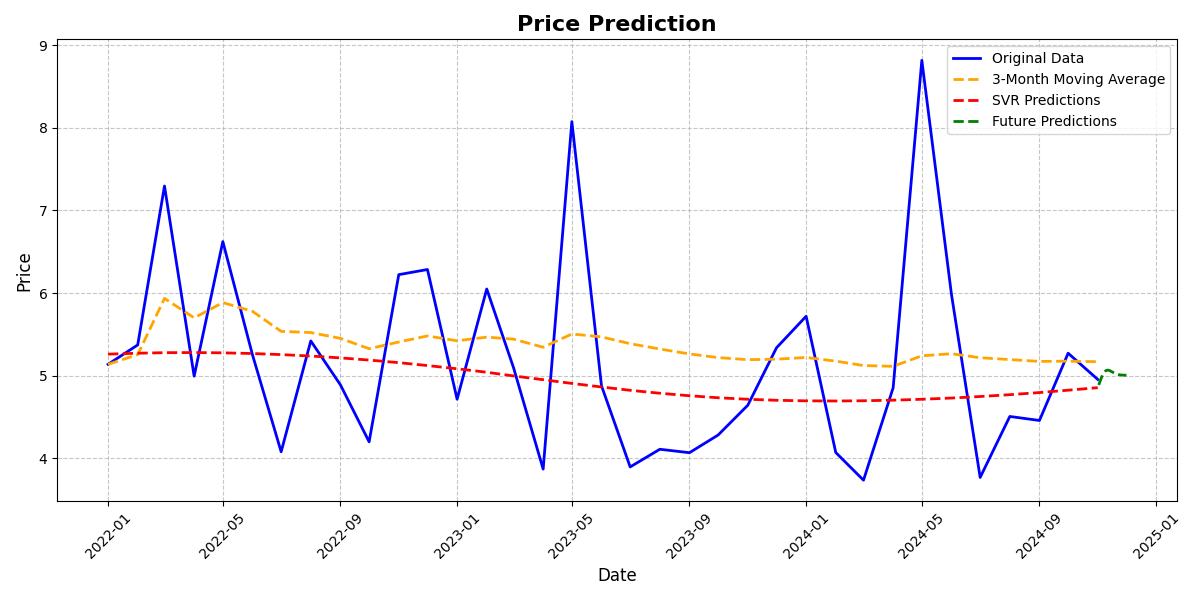 Price Prediction
Original Data
3-Month Moving Average
SVR Predictions
Future Predictions
Price
9
8
7
6
5
4
2022-01
2022-05
2022-09
2023-01
2023-05
2023-09
2024-01
2024-05
2024-09
2025-01
Date